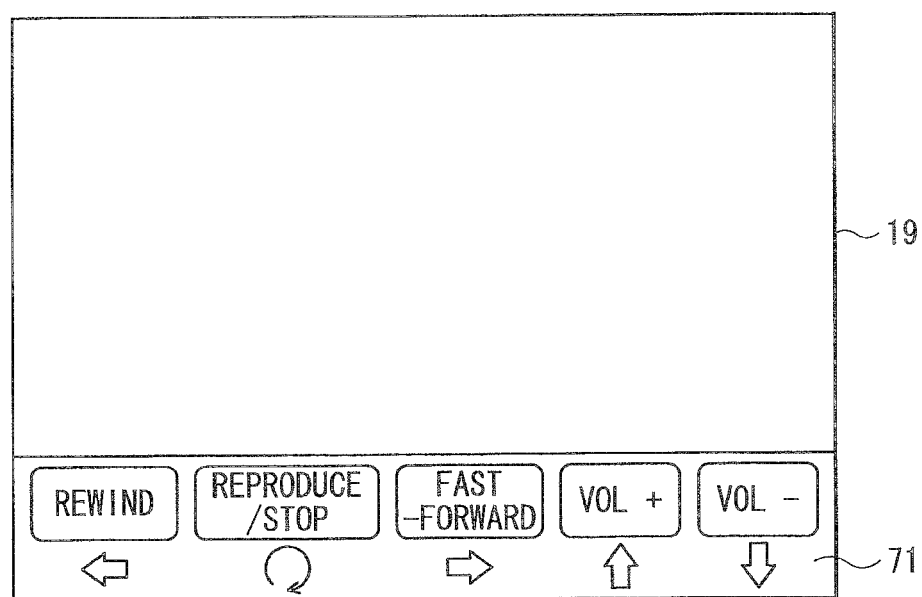 19
REWIND
REPRODUCE
/STOP
FAST
-FORWARD
VOL +
VOL -
71